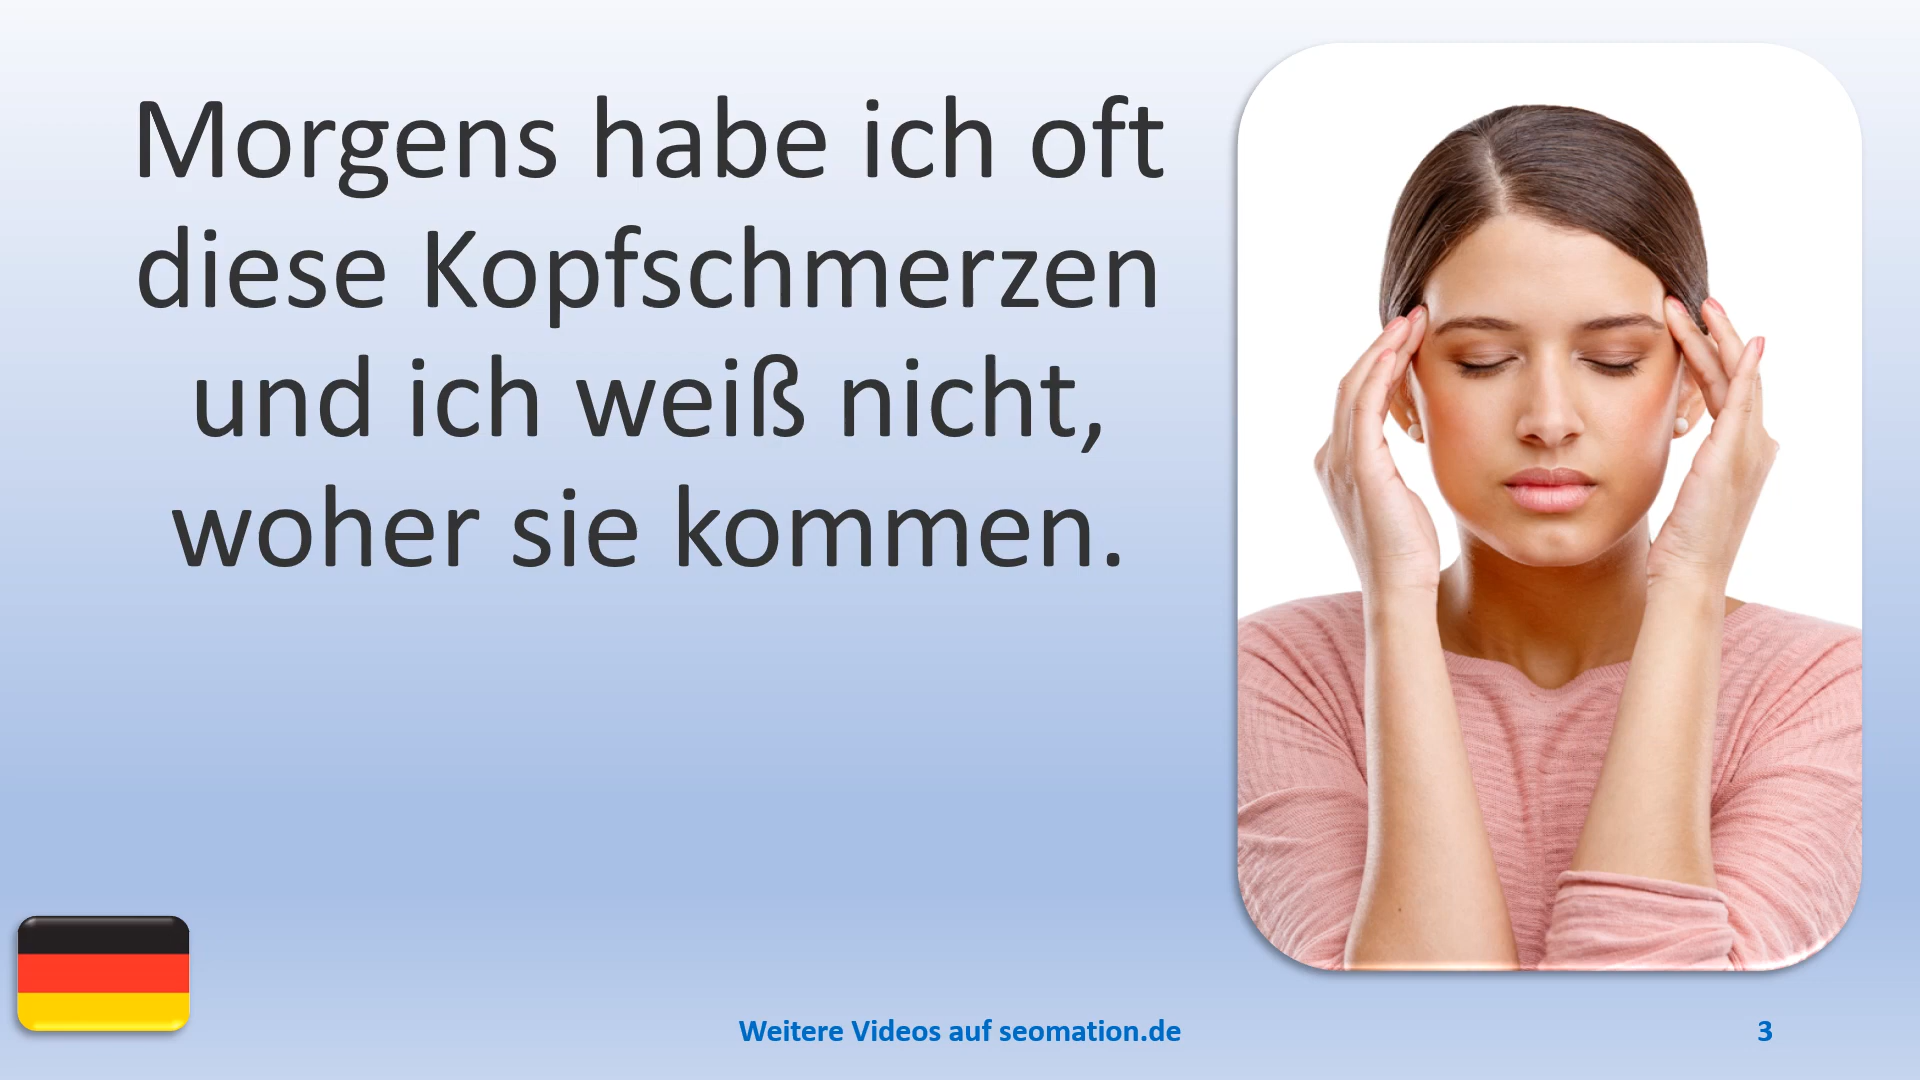 Morgens habe ich oft
diese Kopfschmerzen
und ich weiß nicht,
woher sie kommen.
Weitere Videos auf seomation.de
3